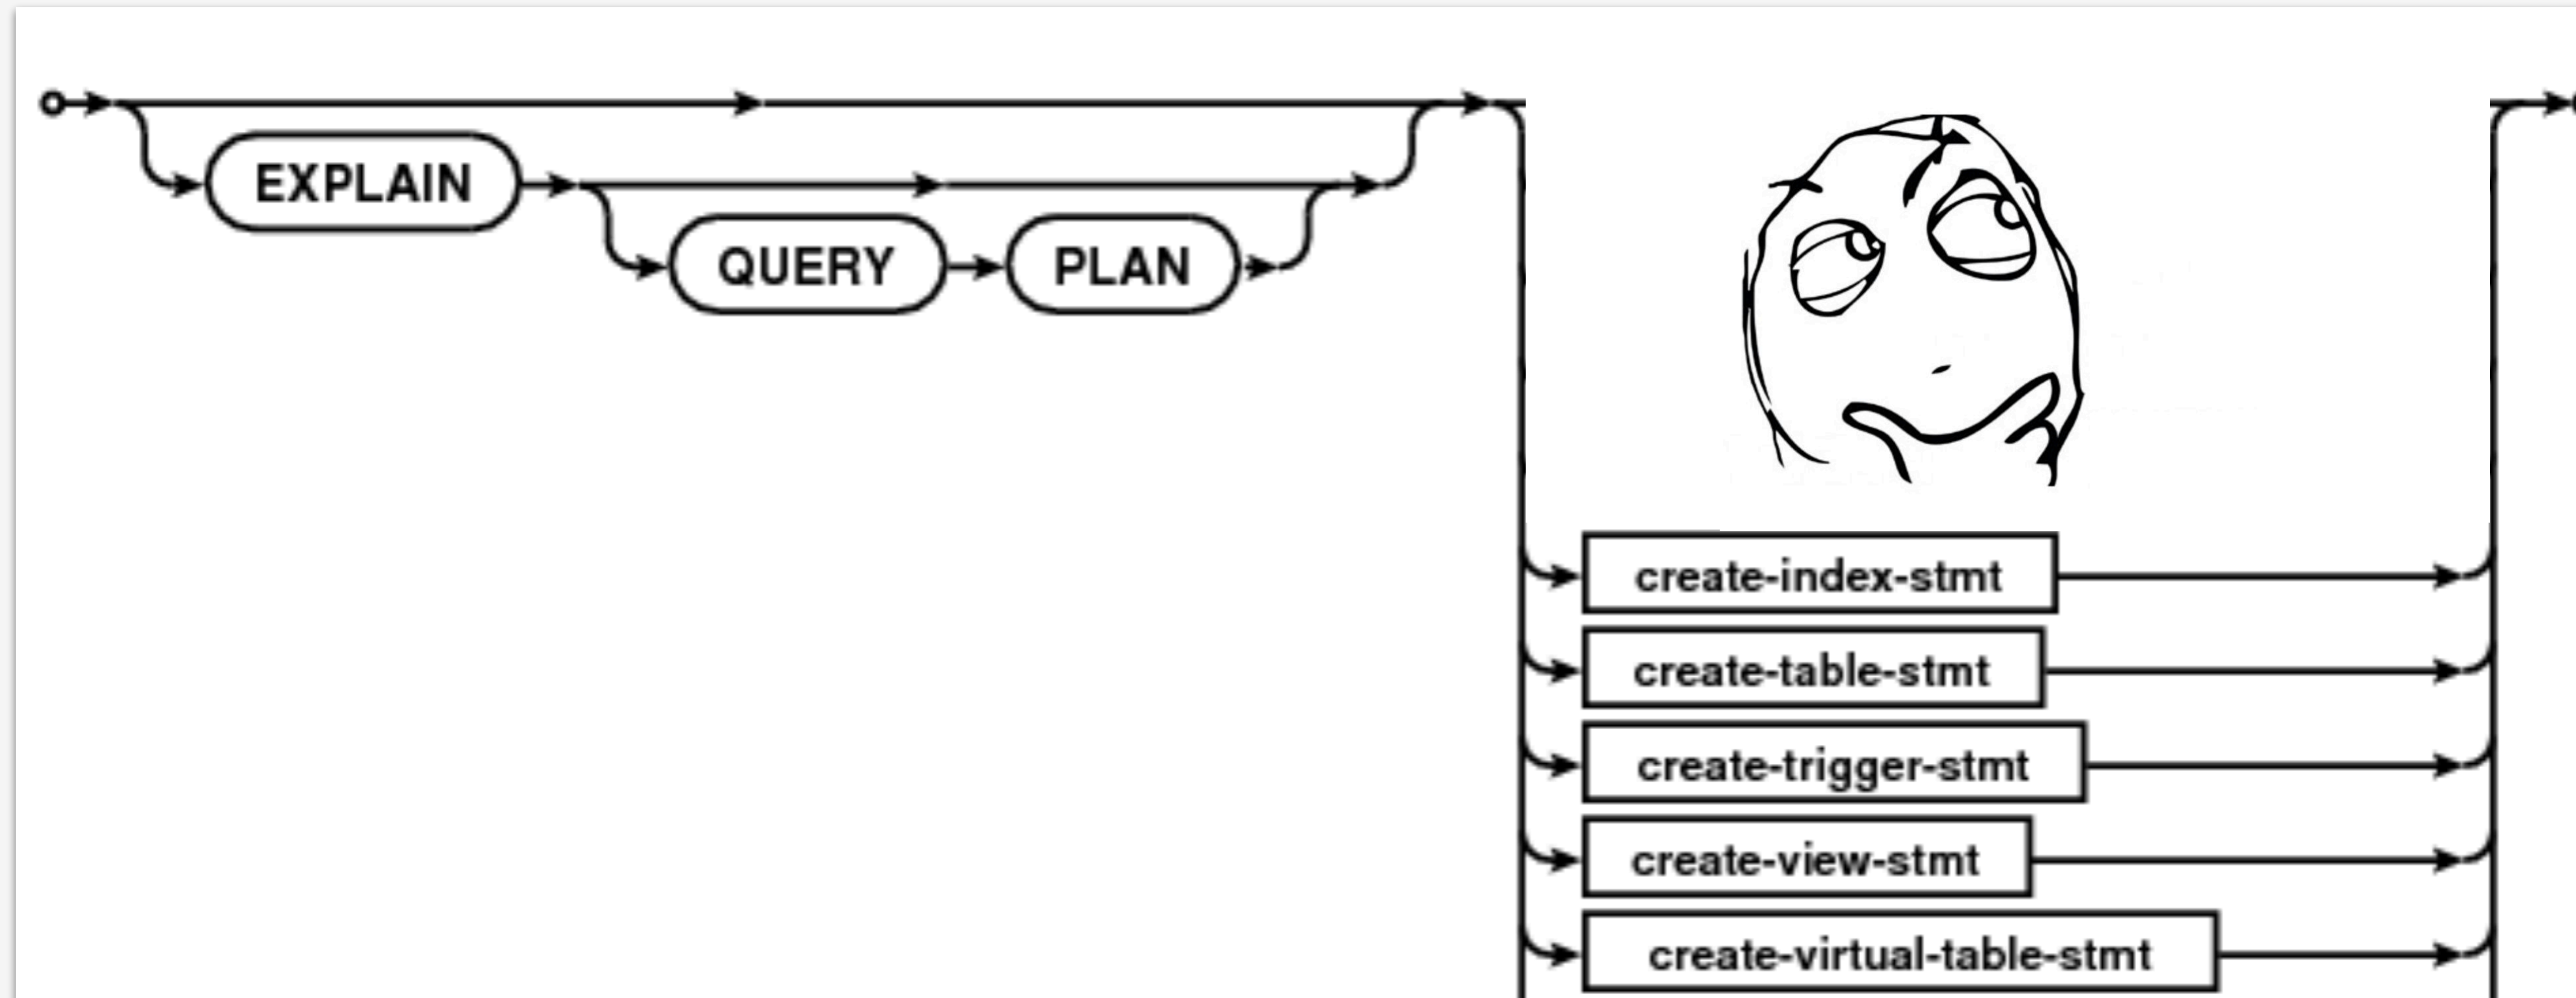 EXPLAIN
QUERY PLAN
create-index-stmt
create-table-stmt
create-trigger-stmt
create-view-stmt
create-virtual-table-stmt